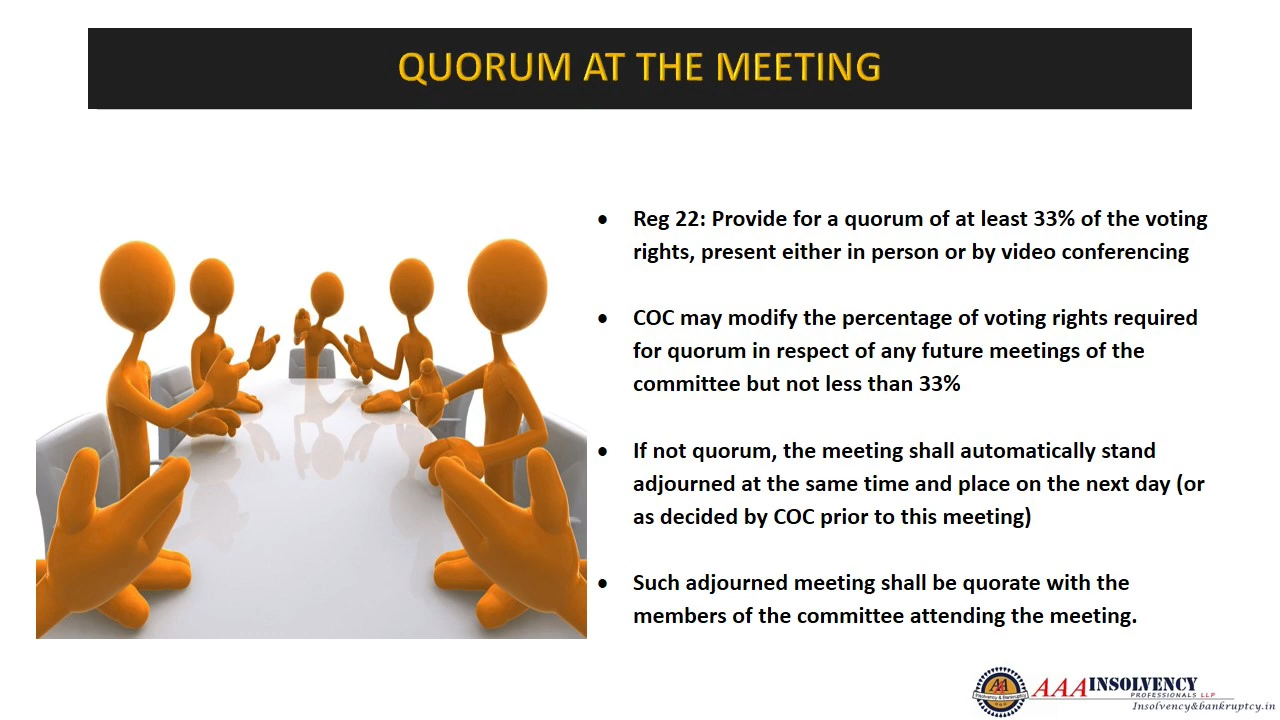 QUORUM AT THE MEETING
• Reg 22: Provide for a quorum of at least 33% of the voting
rights, present either in person or by video conferencing
• COC may modify the percentage of voting rights required
for quorum in respect of any future meetings of the
committee but not less than 33%
• If not quorum, the meeting shall automatically stand
adjourned at the same time and place on the next day (or
as decided by COC prior to this meeting)
• Such adjourned meeting shall be quorate with the
members of the committee attending the meeting.
AAA INSOLVENCY
PROFESSIONALS LLP
Insolvency&bankruptcy.in